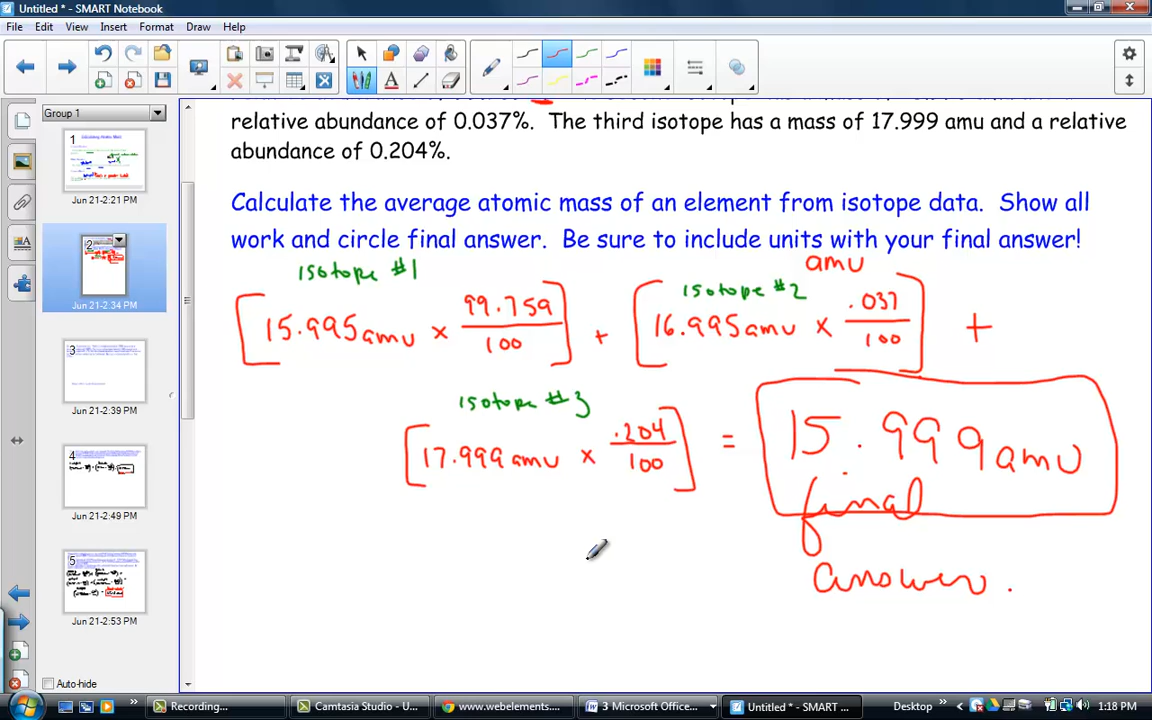 Untitled * - SMART Notebook
File Edit View Insert Format Draw Help
Group 1
1
Jun 21-2:21 PM
2
Jun 21-2:34 PM
3
Jun 21-2:39 PM
4
Jun 21-2:49 PM
5
Jun 21-2:53 PM
Auto-hide
relative abundance of 0.037%. The third isotope has a mass of 17.999 amu and a relative
abundance of 0.204%.
Calculate the average atomic mass of an element from isotope data. Show all
work and circle final answer. Be sure to include units with your final answer!
amu
isotope #1
isotope #2
[15.995amu × 99.759/100] + [16.995amu × .037/100] +
isotope #3
[17.999amu × .204/100] = 15.999amu
final
answer.
Recording...
Camtasia Studio - U...
www.webelements....
3 Microsoft Office...
Untitled * - SMART ...
Desktop
1:18 PM